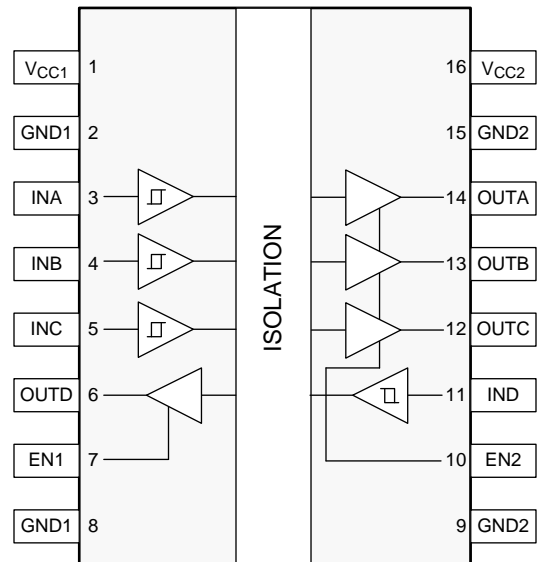 VCC1 1 16 VCC2
GND1 2 15 GND2
INA 3 14 OUTA
INB 4 13 OUTB
INC 5 12 OUTC
OUTD 6 11 IND
EN1 7 10 EN2
GND1 8 9 GND2
ISOLATION